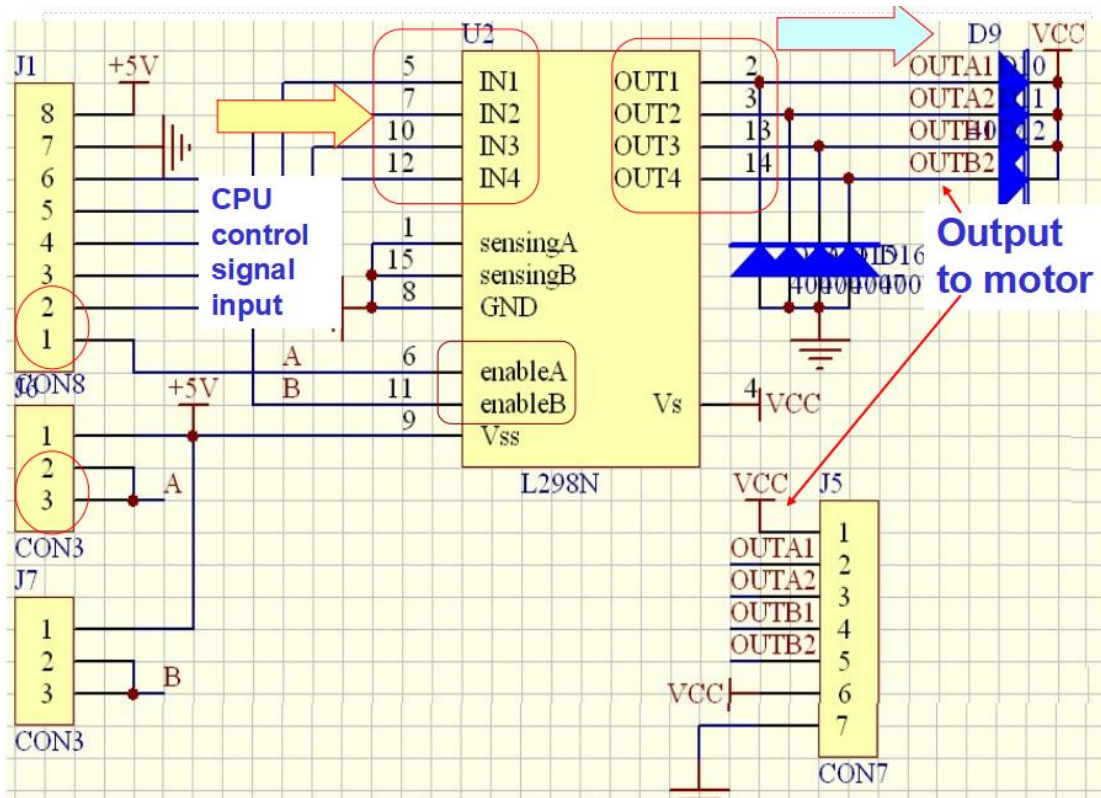 U2
D9 VCC
J1
+5V
8
7
6
5
4
3
2
1
CON8
CPU
control
signal
input
5 IN1
7 IN2
10 IN3
12 IN4
1 sensingA
15 sensingB
8 GND
A 6 enableA
B 11 enableB
9 Vss
OUT1 2
OUT2 3
OUT3 13
OUT4 14
Vs 4 VCC
L298N
OUTA1
OUTA2
OUTB2
Output
to motor
J6
+5V
1
2
3
A
CON3
J7
1
2
3
B
CON3
VCC J5
1
OUTA1 2
OUTA2 3
OUTB1 4
OUTB2 5
VCC 6
7
CON7